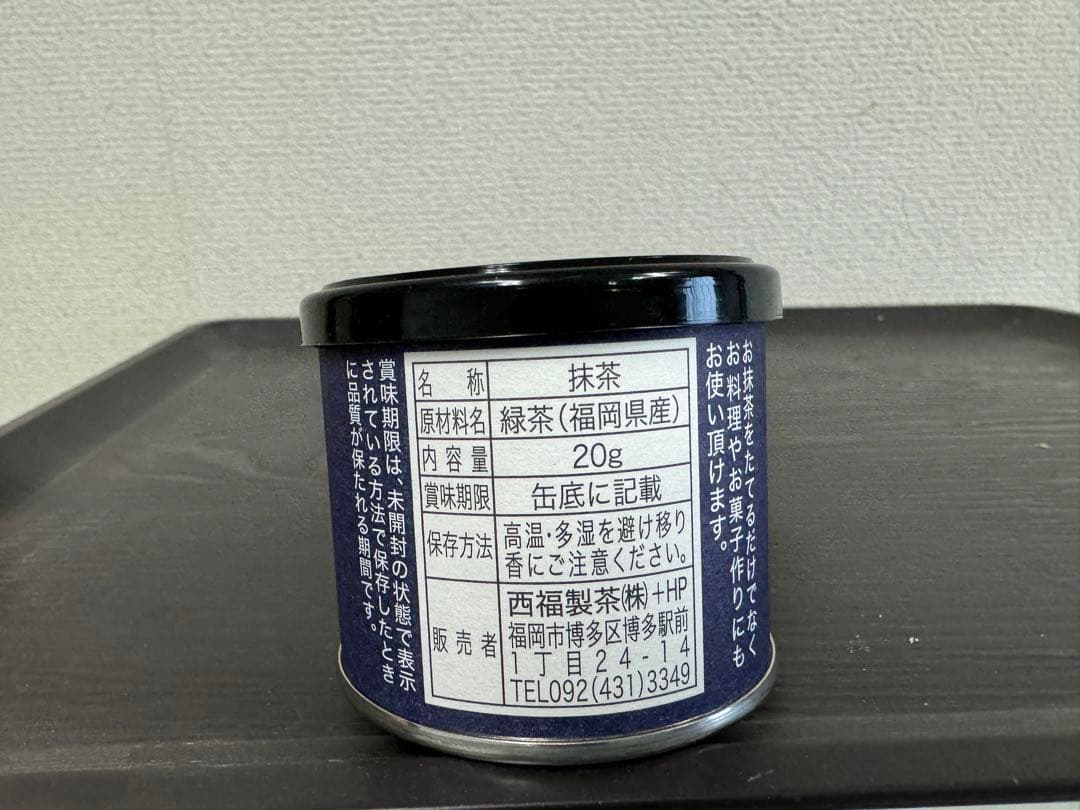 お抹茶をたてるだけでなく
お料理やお菓子作りにも
お使い頂けます。
名称 抹茶
原材料名 緑茶(福岡県産)
内容量 20g
賞味期限 缶底に記載
保存方法 高温・多湿を避け移り
香にご注意ください。
販売者 西福製茶(株)+HP
福岡市博多区博多駅前
1丁目24-14
TEL092(431)3349
賞味期限は、未開封の状態で表示
されている方法で保存したとき
に品質が保たれる期間です。